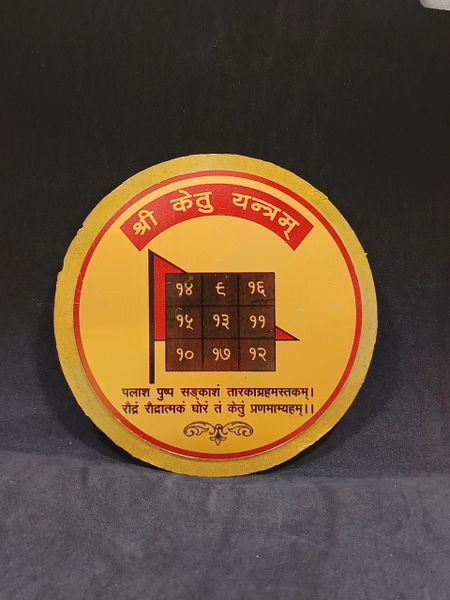 श्री केतु यन्त्रम्
१४ ९ १६
१५ १३ ११
१० १७ १२
पलाश पुष्प सङ्काशं तारकाग्रहमस्तकम्।
रौद्रं रौद्रात्मकं घोरं तं केतुं प्रणमाम्यहम्।।